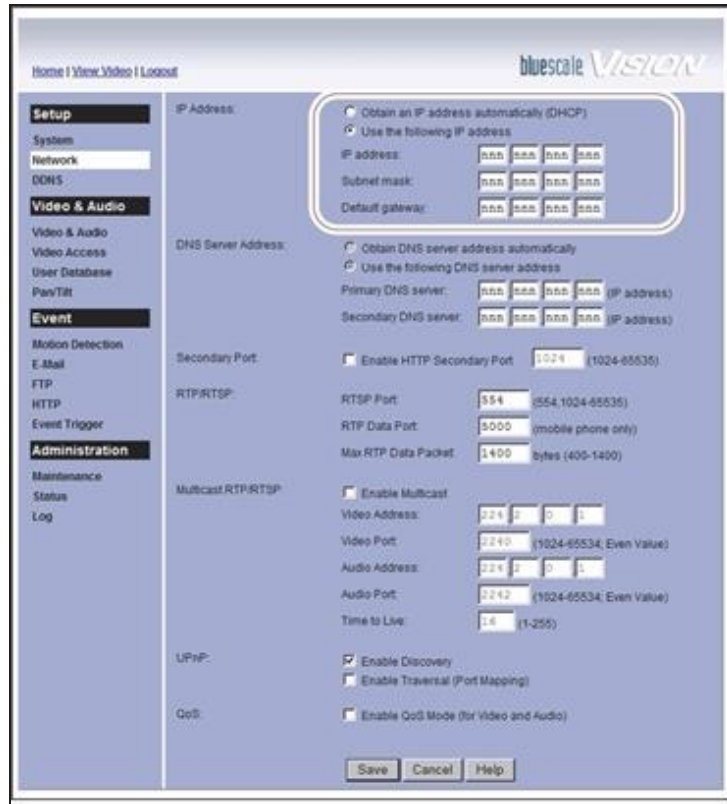 Home | View Video | Logout
bluescale VISION
Setup
System
Network
DDNS
Video & Audio
Video & Audio
Video Access
User Database
Pan/Tilt
Event
Motion Detection
E-Mail
FTP
HTTP
Event Trigger
Administration
Maintenance
Status
Log
IP Address:
Obtain an IP address automatically (DHCP)
Use the following IP address
IP address: nnn nnn nnn nnn
Subnet mask: nnn nnn nnn nnn
Default gateway: nnn nnn nnn nnn
DNS Server Address:
Obtain DNS server address automatically
Use the following DNS server address
Primary DNS server: nnn nnn nnn nnn (IP address)
Secondary DNS server: nnn nnn nnn nnn (IP address)
Secondary Port:
Enable HTTP Secondary Port 1024 (1024-65535)
RTP/RTSP:
RTSP Port: 554 (554,1024-65535)
RTP Data Port: 5000 (mobile phone only)
Max RTP Data Packet: 1400 bytes (400-1400)
Multicast RTP/RTSP:
Enable Multicast
Video Address: 224 2 0 1
Video Port: 2240 (1024-65534; Even Value)
Audio Address: 224 2 0 1
Audio Port: 2242 (1024-65534; Even Value)
Time to Live: 16 (1-255)
UPnP:
Enable Discovery
Enable Traversal (Port Mapping)
QoS:
Enable QoS Mode (for Video and Audio)
Save Cancel Help